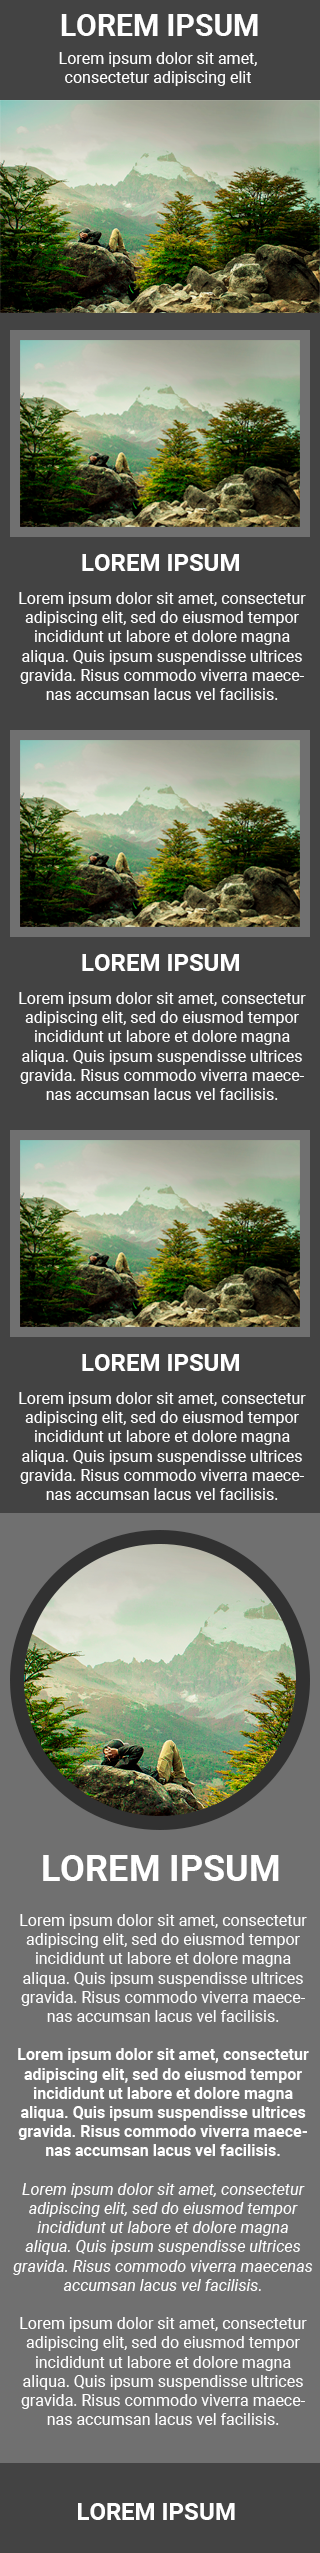 LOREM IPSUM
Lorem ipsum dolor sit amet,
consectetur adipiscing elit
LOREM IPSUM
Lorem ipsum dolor sit amet, consectetur
adipiscing elit, sed do eiusmod tempor
incididunt ut labore et dolore magna
aliqua. Quis ipsum suspendisse ultrices
gravida. Risus commodo viverra maece-
nas accumsan lacus vel facilisis.
LOREM IPSUM
Lorem ipsum dolor sit amet, consectetur
adipiscing elit, sed do eiusmod tempor
incididunt ut labore et dolore magna
aliqua. Quis ipsum suspendisse ultrices
gravida. Risus commodo viverra maece-
nas accumsan lacus vel facilisis.
LOREM IPSUM
Lorem ipsum dolor sit amet, consectetur
adipiscing elit, sed do eiusmod tempor
incididunt ut labore et dolore magna
aliqua. Quis ipsum suspendisse ultrices
gravida. Risus commodo viverra maece-
nas accumsan lacus vel facilisis.
LOREM IPSUM
Lorem ipsum dolor sit amet, consectetur
adipiscing elit, sed do eiusmod tempor
incididunt ut labore et dolore magna
aliqua. Quis ipsum suspendisse ultrices
gravida. Risus commodo viverra maece-
nas accumsan lacus vel facilisis.
Lorem ipsum dolor sit amet, consectetur
adipiscing elit, sed do eiusmod tempor
incididunt ut labore et dolore magna
aliqua. Quis ipsum suspendisse ultrices
gravida. Risus commodo viverra maece-
nas accumsan lacus vel facilisis.
Lorem ipsum dolor sit amet, consectetur
adipiscing elit, sed do eiusmod tempor
incididunt ut labore et dolore magna
aliqua. Quis ipsum suspendisse ultrices
gravida. Risus commodo viverra maecenas
accumsan lacus vel facilisis.
Lorem ipsum dolor sit amet, consectetur
adipiscing elit, sed do eiusmod tempor
incididunt ut labore et dolore magna
aliqua. Quis ipsum suspendisse ultrices
gravida. Risus commodo viverra maece-
nas accumsan lacus vel facilisis.
LOREM IPSUM